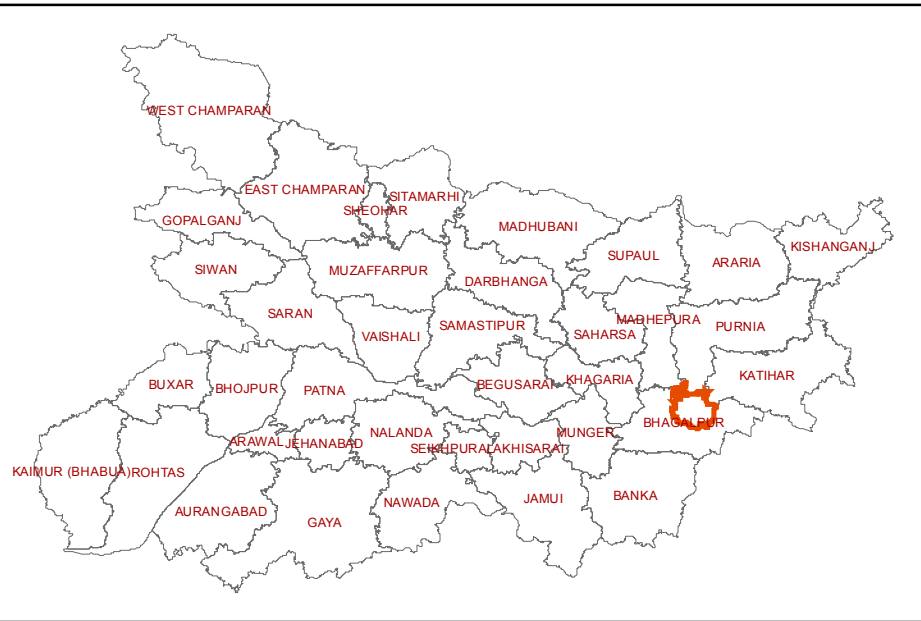 WEST CHAMPARAN
EAST CHAMPARAN
SITAMARHI
SHEOHAR
GOPALGANJ
MADHUBANI
KISHANGANJ
SUPAUL
ARARIA
SIWAN
MUZAFFARPUR
DARBHANGA
SARAN
MADHEPURA
SAMASTIPUR
PURNIA
VAISHALI
SAHARSA
KATIHAR
BUXAR
BHOJPUR
PATNA
BEGUSARAI
KHAGARIA
BHAGALPUR
NALANDA
MUNGER
ARAWAL
JEHANABAD
SEIKHPURA
LAKHISARAT
KAIMUR (BHABUA)
ROHTAS
BANKA
JAMUI
NAWADA
AURANGABAD
GAYA